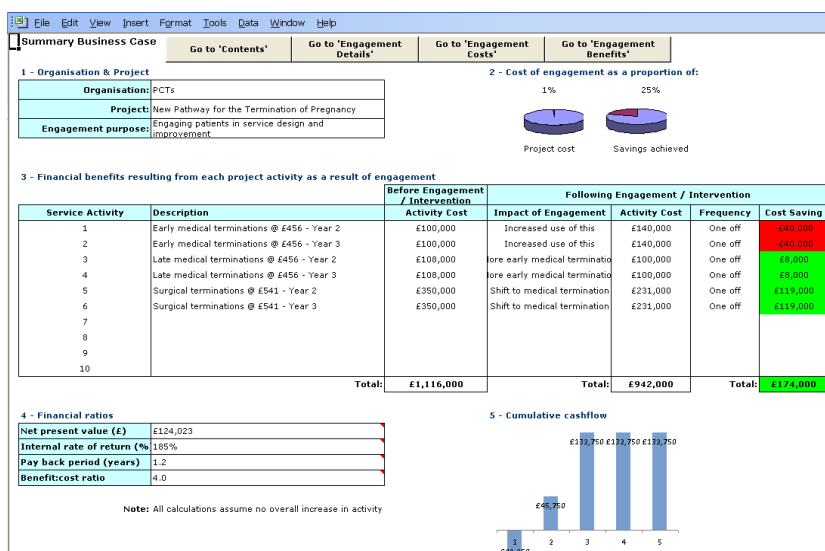 File Edit View Insert Format Tools Data Window Help
Summary Business Case
Go to 'Contents'
Go to 'Engagement Details'
Go to 'Engagement Costs'
Go to 'Engagement Benefits'
1 - Organisation & Project
2 - Cost of engagement as a proportion of:
Organisation: PCTs
Project: New Pathway for the Termination of Pregnancy
Engagement purpose: Engaging patients in service design and improvement
1% 25%
Project cost Savings achieved
3 - Financial benefits resulting from each project activity as a result of engagement
Before Engagement / Intervention
Following Engagement / Intervention
Service Activity Description Activity Cost Impact of Engagement Activity Cost Frequency Cost Saving
1 Early medical terminations @ £456 - Year 2 £100,000 Increased use of this £140,000 One off -£40,000
2 Early medical terminations @ £456 - Year 3 £100,000 Increased use of this £140,000 One off -£40,000
3 Late medical terminations @ £456 - Year 2 £108,000 lore early medical terminatio £100,000 One off £8,000
4 Late medical terminations @ £456 - Year 3 £108,000 lore early medical terminatio £100,000 One off £8,000
5 Surgical terminations @ £541 - Year 2 £350,000 Shift to medical termination £231,000 One off £119,000
6 Surgical terminations @ £541 - Year 3 £350,000 Shift to medical termination £231,000 One off £119,000
7
8
9
10
Total: £1,116,000 Total: £942,000 Total: £174,000
4 - Financial ratios
Net present value (£) £124,023
Internal rate of return (% 185%
Pay back period (years) 1.2
Benefit:cost ratio 4.0
Note: All calculations assume no overall increase in activity
5 - Cumulative cashflow
£132,750 £132,750 £132,750
£45,750
1 2 3 4 5